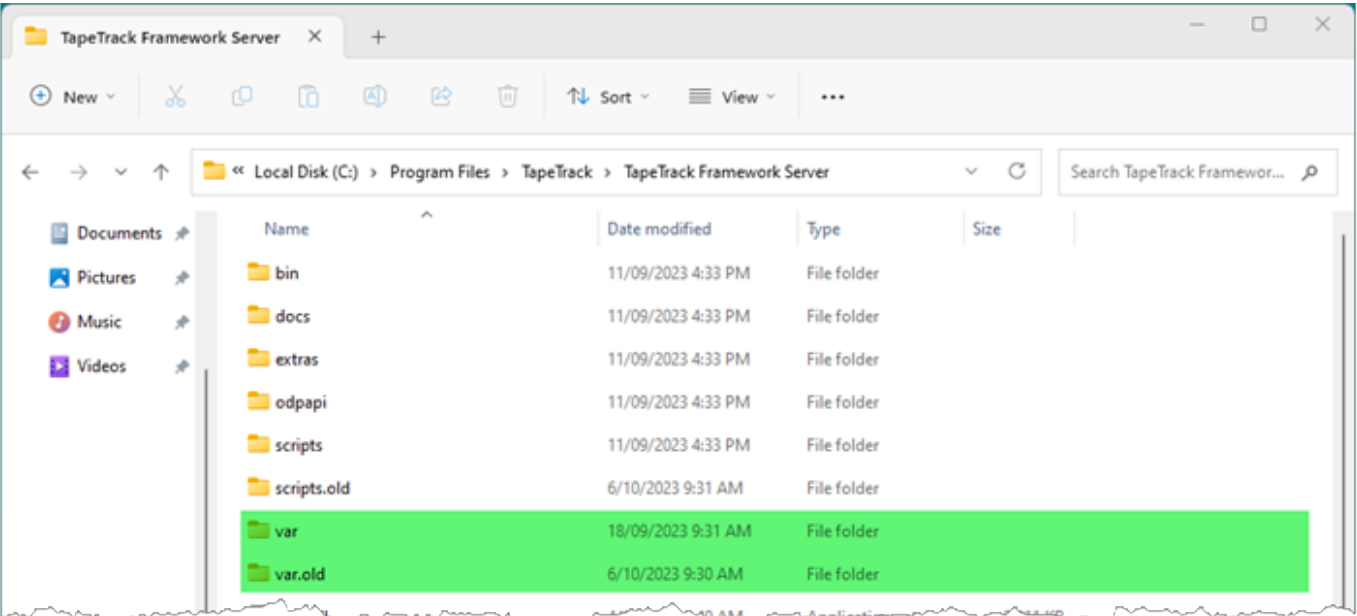 TapeTrack Framework Server
New Sort View ...
« Local Disk (C:) > Program Files > TapeTrack > TapeTrack Framework Server Search TapeTrack Framewor...
Documents
Pictures
Music
Videos
Name Date modified Type Size
bin 11/09/2023 4:33 PM File folder
docs 11/09/2023 4:33 PM File folder
extras 11/09/2023 4:33 PM File folder
odpapi 11/09/2023 4:33 PM File folder
scripts 11/09/2023 4:33 PM File folder
scripts.old 6/10/2023 9:31 AM File folder
var 18/09/2023 9:31 AM File folder
var.old 6/10/2023 9:30 AM File folder